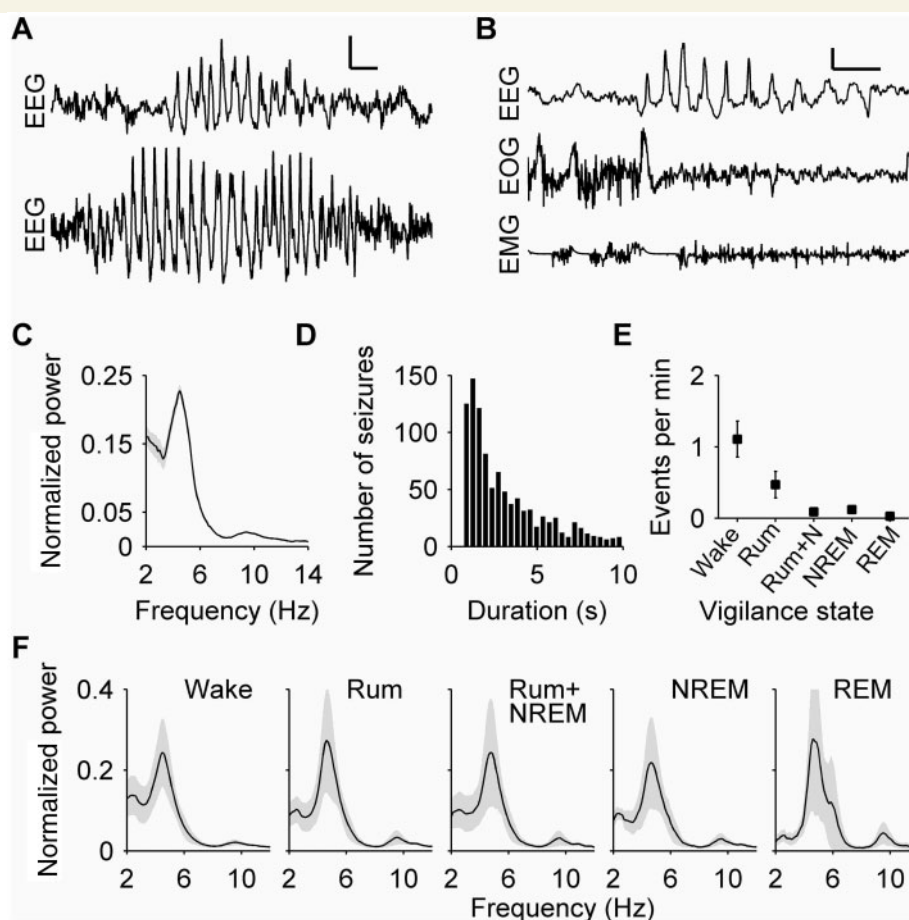 A
B
EEG
EEG
EEG
EOG
EMG
C
D
E
Normalized power
0.25
0.15
0.05
0
2
6
10
14
Frequency (Hz)
Number of seizures
150
100
50
0
0
5
10
Duration (s)
Events per min
2
1
0
Wake
Rum
Rum+N
NREM
REM
Vigilance state
F
Normalized power
0.4
0.2
0
Wake
Rum
Rum+
NREM
NREM
REM
2 6 10 2 6 10 2 6 10 2 6 10 2 6 10
Frequency (Hz)